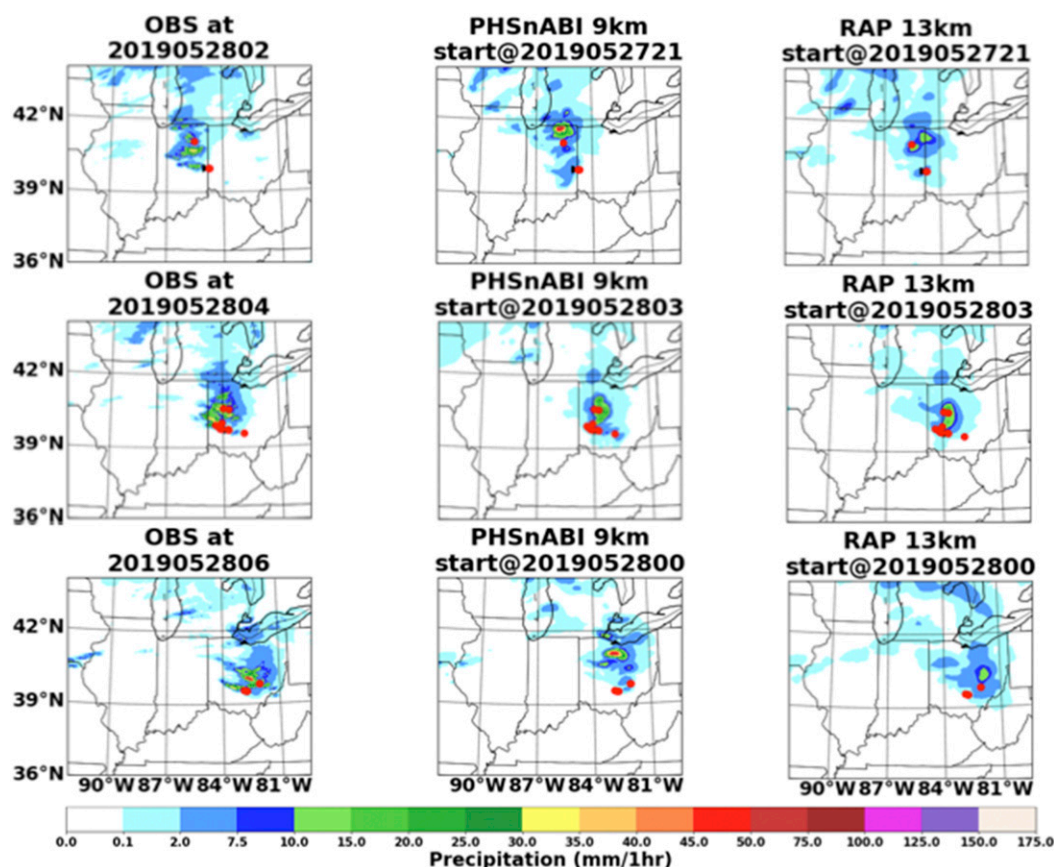 OBS at
2019052802
PHSnABI 9km
start@2019052721
RAP 13km
start@2019052721
42°N
39°N
36°N
OBS at
2019052804
PHSnABI 9km
start@2019052803
RAP 13km
start@2019052803
42°N
39°N
36°N
OBS at
2019052806
PHSnABI 9km
start@2019052800
RAP 13km
start@2019052800
42°N
39°N
36°N
90°W 87°W 84°W 81°W
90°W 87°W 84°W 81°W
90°W 87°W 84°W 81°W
0.0 0.1 2.0 7.5 10.0 15.0 20.0 25.0 30.0 35.0 40.0 45.0 50.0 75.0 100.0 125.0 150.0 175.0
Precipitation (mm/1hr)